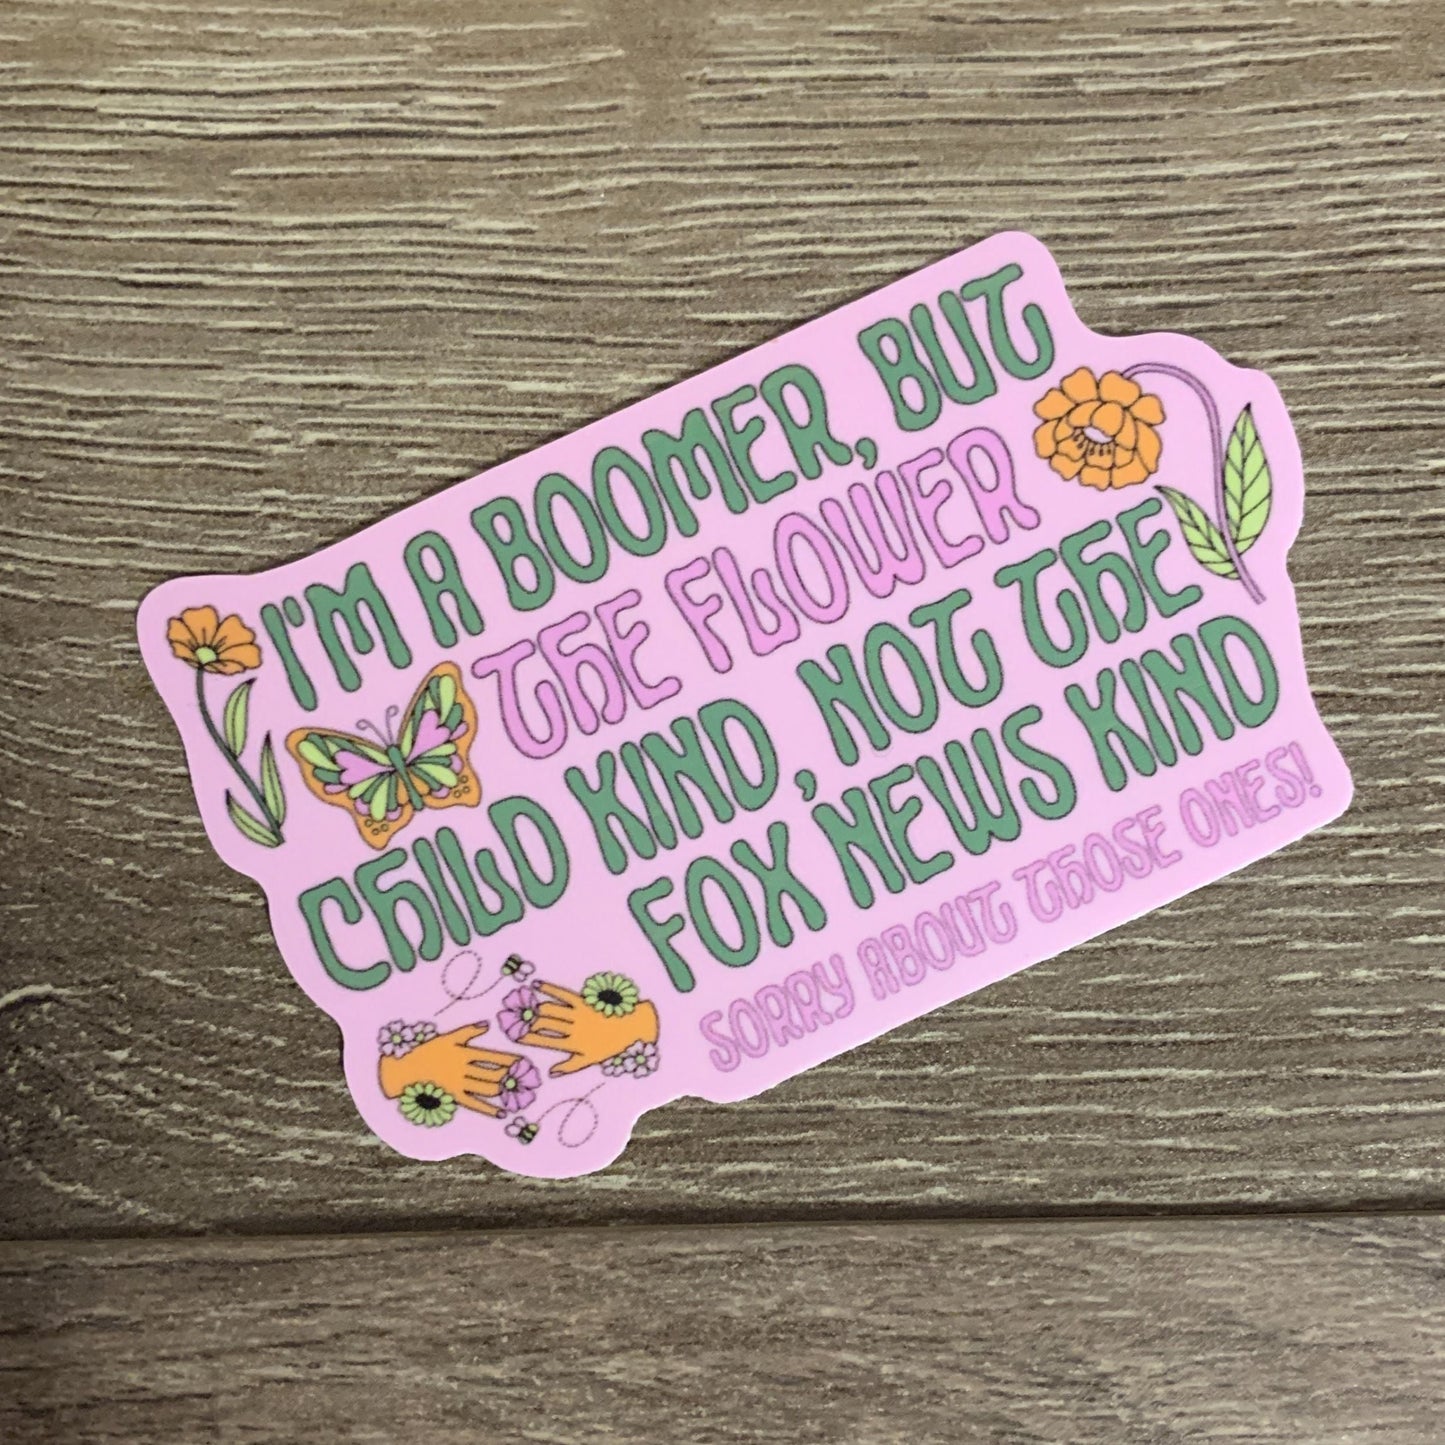 I'M A BOOMER, BUT
THE FLOWER
CHILD KIND, NOT THE
FOX NEWS KIND
SORRY ABOUT THOSE ONES!